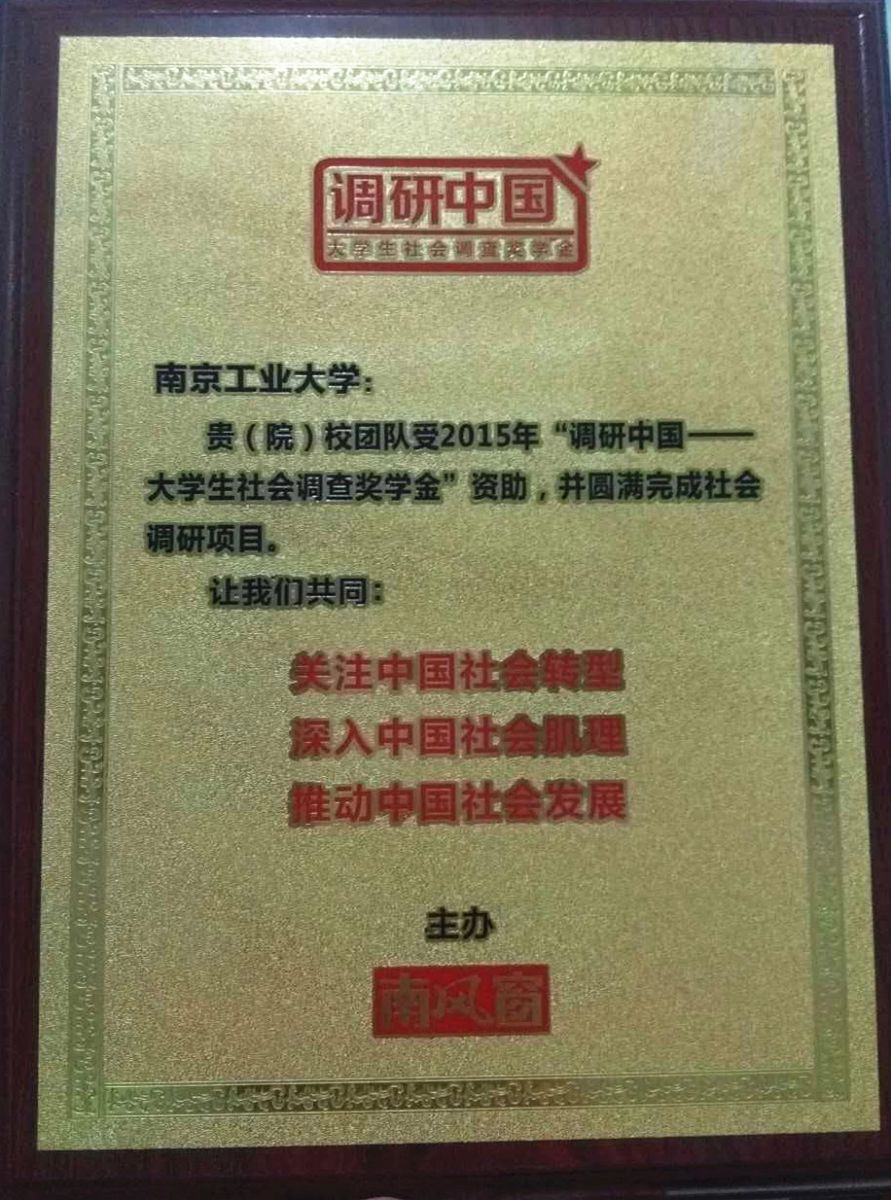 调研中国
大学生社会调查奖学金
南京工业大学：
贵（院）校团队受2015年“调研中国——
大学生社会调查奖学金”资助，并圆满完成社会
调研项目。
让我们共同：
关注中国社会转型
深入中国社会肌理
推动中国社会发展
主办
南风窗